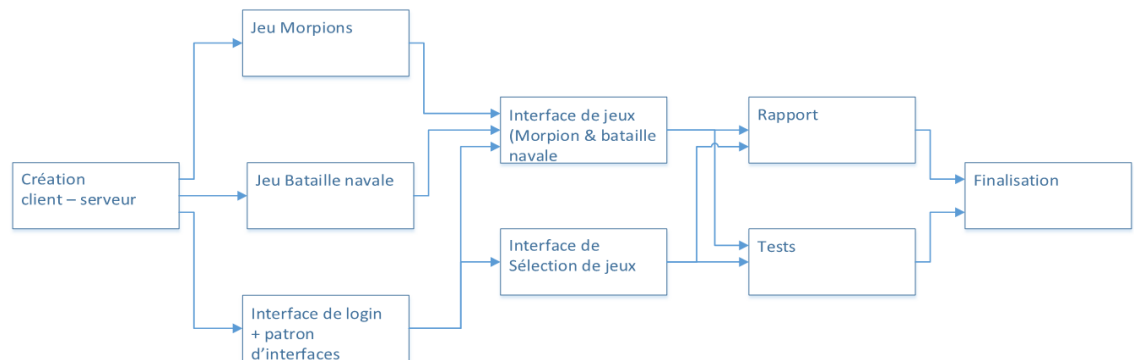 Jeu Morpions
Interface de jeux
(Morpion & bataille
navale
Rapport
Création
client – serveur
Jeu Bataille navale
Finalisation
Interface de
Sélection de jeux
Tests
Interface de login
+ patron
d’interfaces